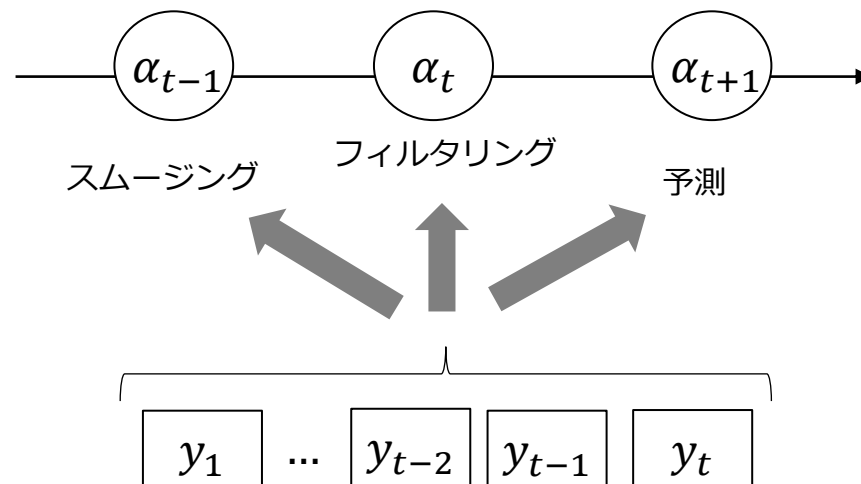 α_{t−1} α_t α_{t+1}
フィルタリング
スムージング 予測
y_1 … y_{t−2} y_{t−1} y_t